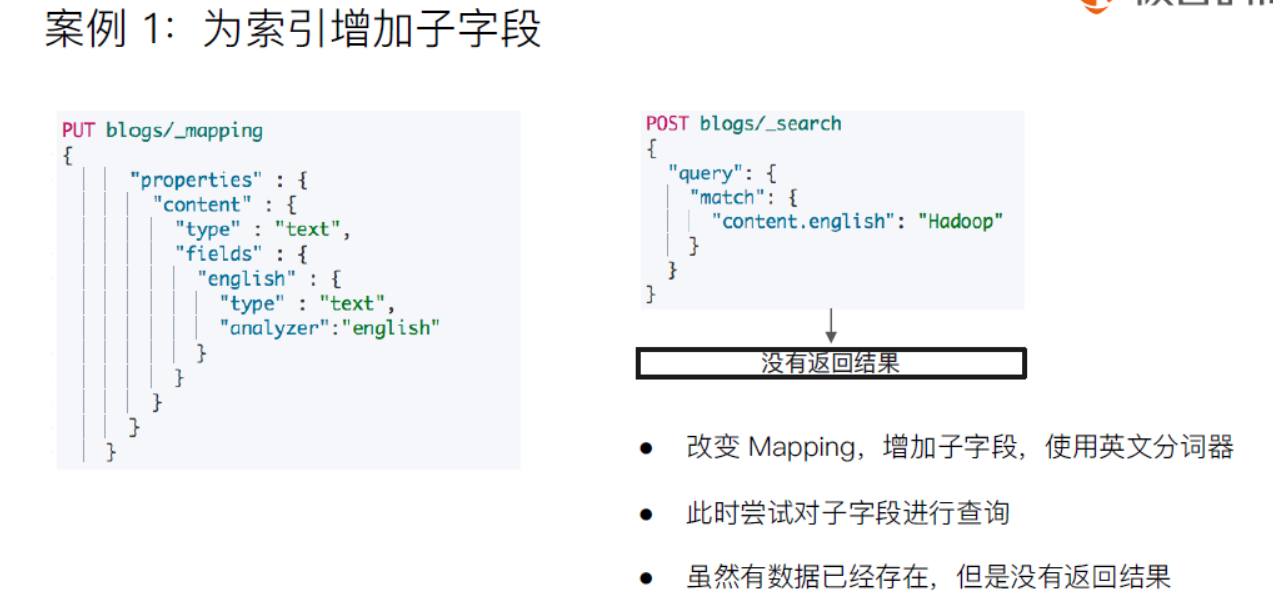 案例 1：为索引增加子字段
PUT blogs/_mapping
{
"properties" : {
"content" : {
"type" : "text",
"fields" : {
"english" : {
"type" : "text",
"analyzer":"english"
}
}
}
}
}
POST blogs/_search
{
"query": {
"match": {
"content.english": "Hadoop"
}
}
}
没有返回结果
● 改变 Mapping，增加子字段，使用英文分词器
● 此时尝试对子字段进行查询
● 虽然有数据已经存在，但是没有返回结果